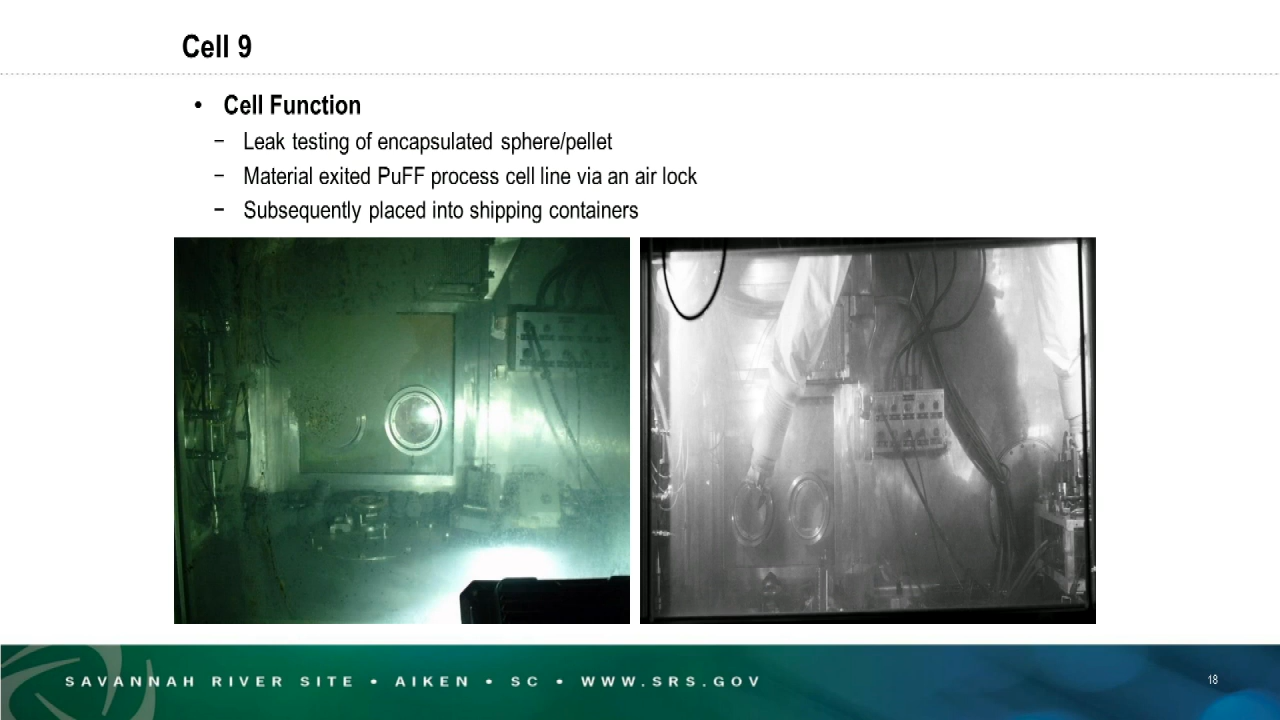 Cell 9
• Cell Function
− Leak testing of encapsulated sphere/pellet
− Material exited PuFF process cell line via an air lock
− Subsequently placed into shipping containers
SAVANNAH RIVER SITE • AIKEN • SC • WWW.SRS.GOV
18